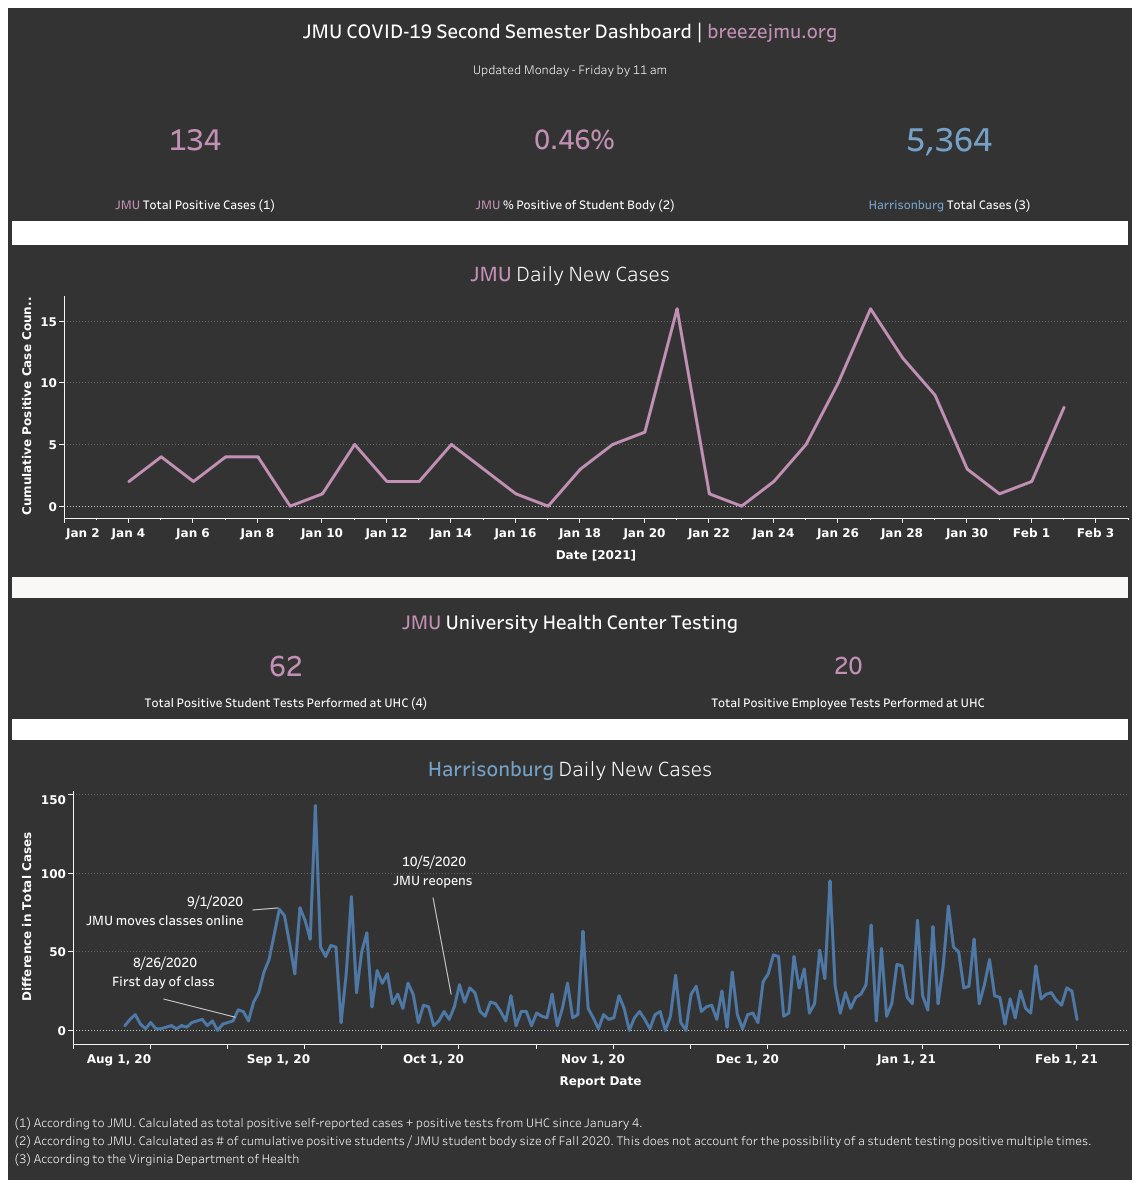 JMU COVID-19 Second Semester Dashboard | breezejmu.org
Updated Monday - Friday by 11 am
134
0.46%
5,364
JMU Total Positive Cases (1)
JMU % Positive of Student Body (2)
Harrisonburg Total Cases (3)
JMU Daily New Cases
Cumulative Positive Case Coun..
15
10
5
0
Jan 2 Jan 4 Jan 6 Jan 8 Jan 10 Jan 12 Jan 14 Jan 16 Jan 18 Jan 20 Jan 22 Jan 24 Jan 26 Jan 28 Jan 30 Feb 1 Feb 3
Date [2021]
JMU University Health Center Testing
62
20
Total Positive Student Tests Performed at UHC (4)
Total Positive Employee Tests Performed at UHC
Harrisonburg Daily New Cases
Difference in Total Cases
150
100
50
0
10/5/2020
JMU reopens
9/1/2020
JMU moves classes online
8/26/2020
First day of class
Aug 1, 20 Sep 1, 20 Oct 1, 20 Nov 1, 20 Dec 1, 20 Jan 1, 21 Feb 1, 21
Report Date
(1) According to JMU. Calculated as total positive self-reported cases + positive tests from UHC since January 4.
(2) According to JMU. Calculated as # of cumulative positive students / JMU student body size of Fall 2020. This does not account for the possibility of a student testing positive multiple times.
(3) According to the Virginia Department of Health